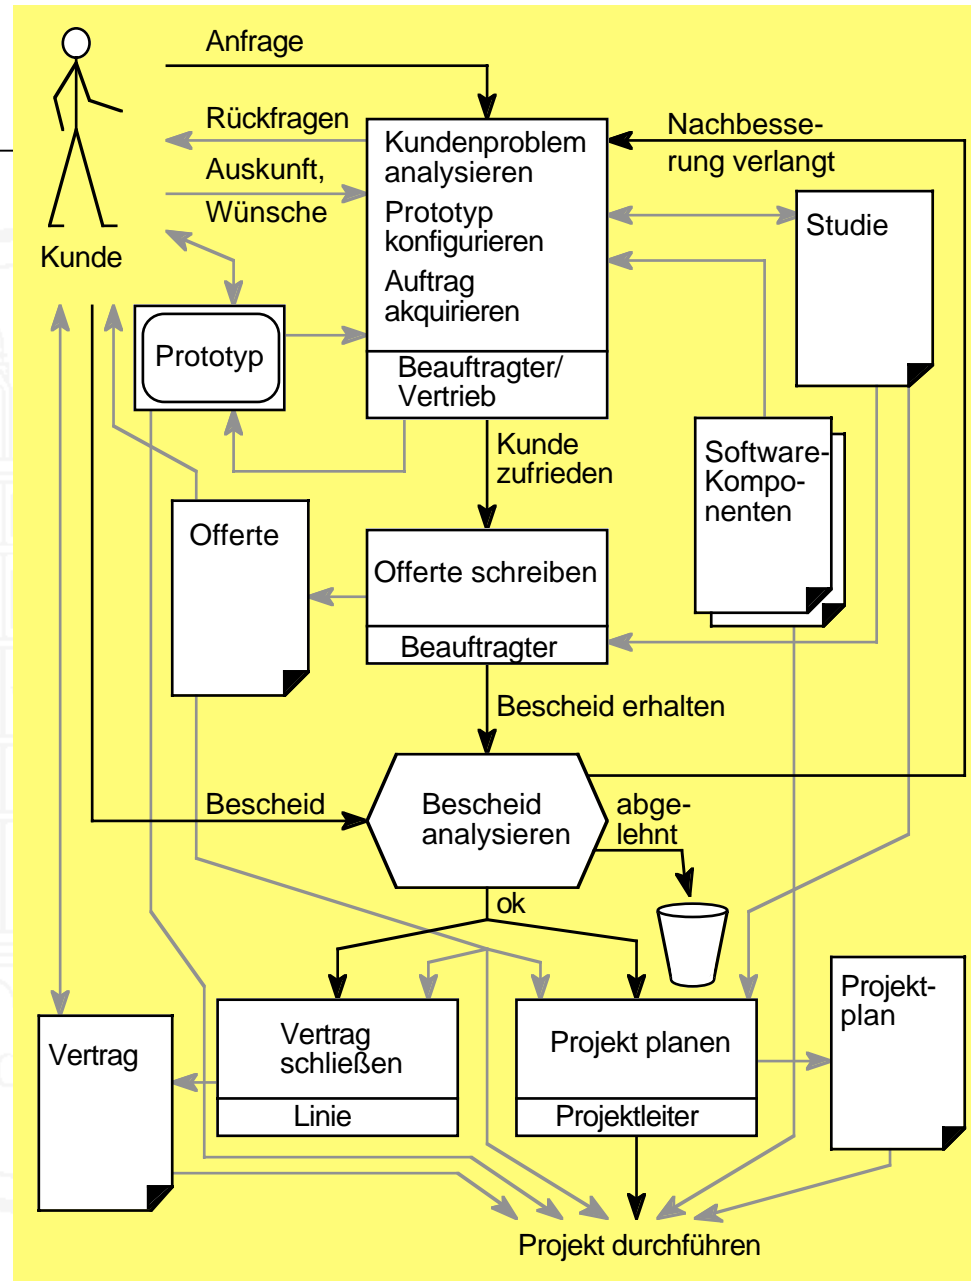 Anfrage
Rückfragen
Auskunft,
Wünsche
Kunde
Kundenproblem
analysieren
Prototyp
konfigurieren
Auftrag
akquirieren
Beauftragter/
Vertrieb
Nachbesse-
rung verlangt
Studie
Prototyp
Kunde
zufrieden
Software-
Kompo-
nenten
Offerte
Offerte schreiben
Beauftragter
Bescheid erhalten
Bescheid
Bescheid
analysieren
abge-
lehnt
ok
Vertrag
Vertrag
schließen
Linie
Projekt planen
Projektleiter
Projekt-
plan
Projekt durchführen